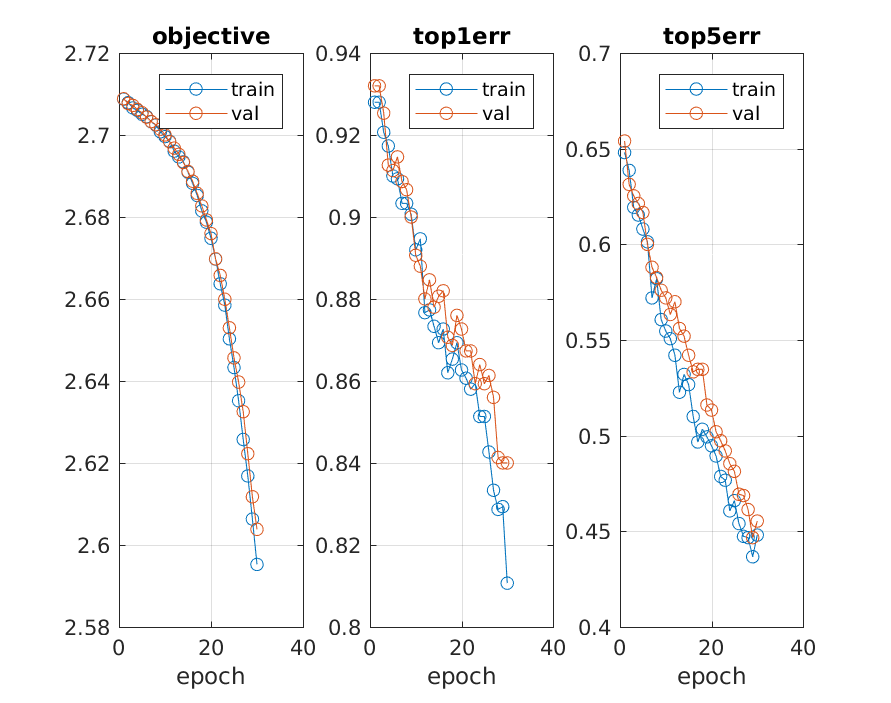 objective
2.72
2.7
2.68
2.66
2.64
2.62
2.6
2.58
0
20
40
epoch
train
val
top1err
0.94
0.92
0.9
0.88
0.86
0.84
0.82
0.8
0
20
40
epoch
train
val
top5err
0.7
0.65
0.6
0.55
0.5
0.45
0.4
0
20
40
epoch
train
val